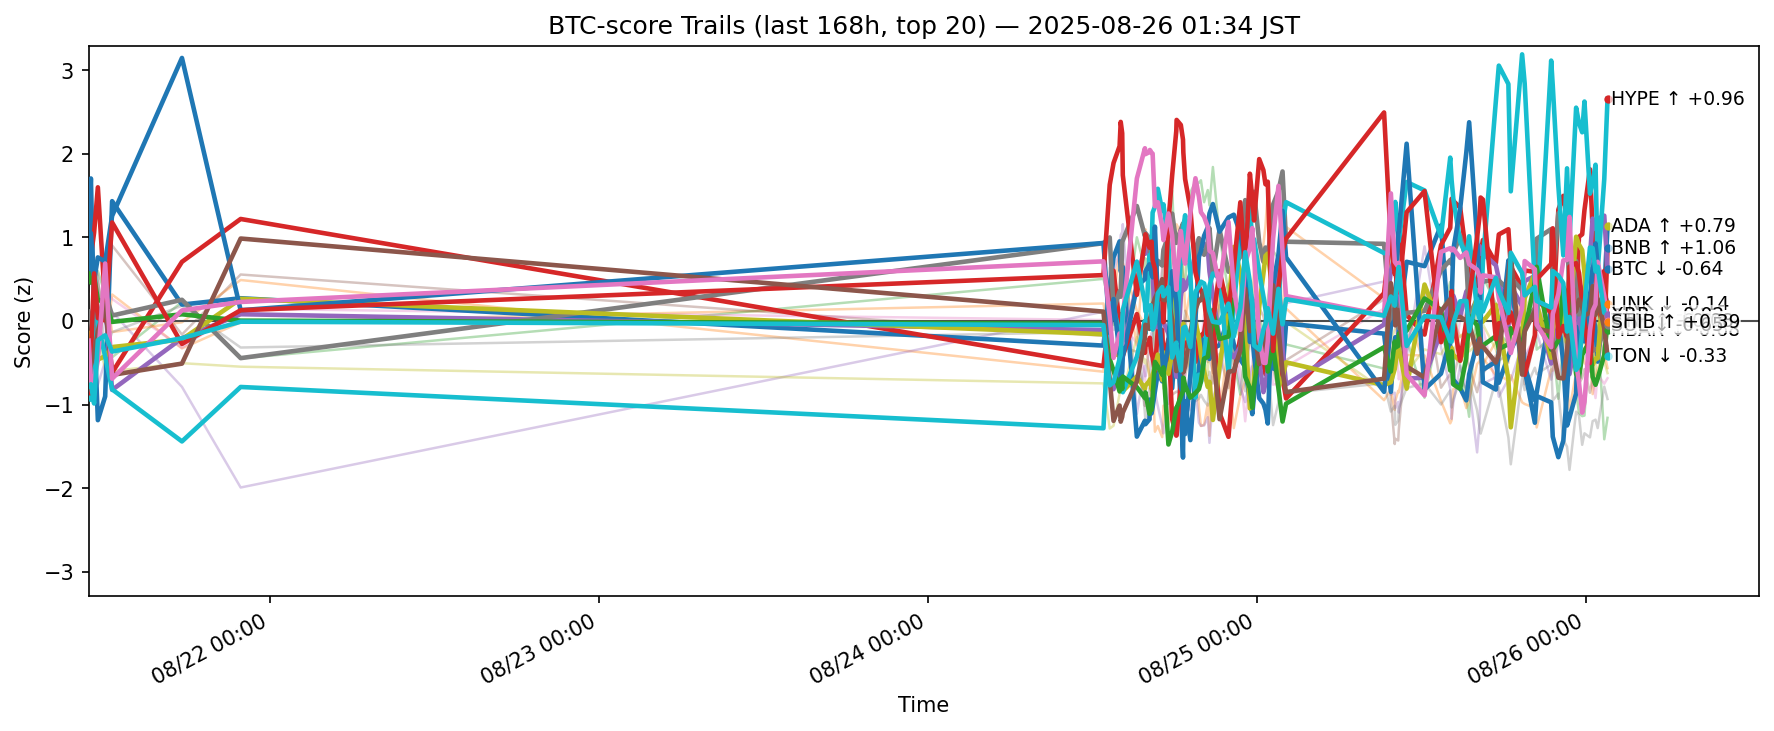 BTC-score Trails (last 168h, top 20) — 2025-08-26 01:34 JST
Score (z)
3
2
1
0
−1
−2
−3
HYPE ↑ +0.96
ADA ↑ +0.79
BNB ↑ +1.06
BTC ↓ -0.64
LINK ↓ -0.14
SHIB ↑ +0.39
TON ↓ -0.33
08/22 00:00
08/23 00:00
08/24 00:00
08/25 00:00
08/26 00:00
Time